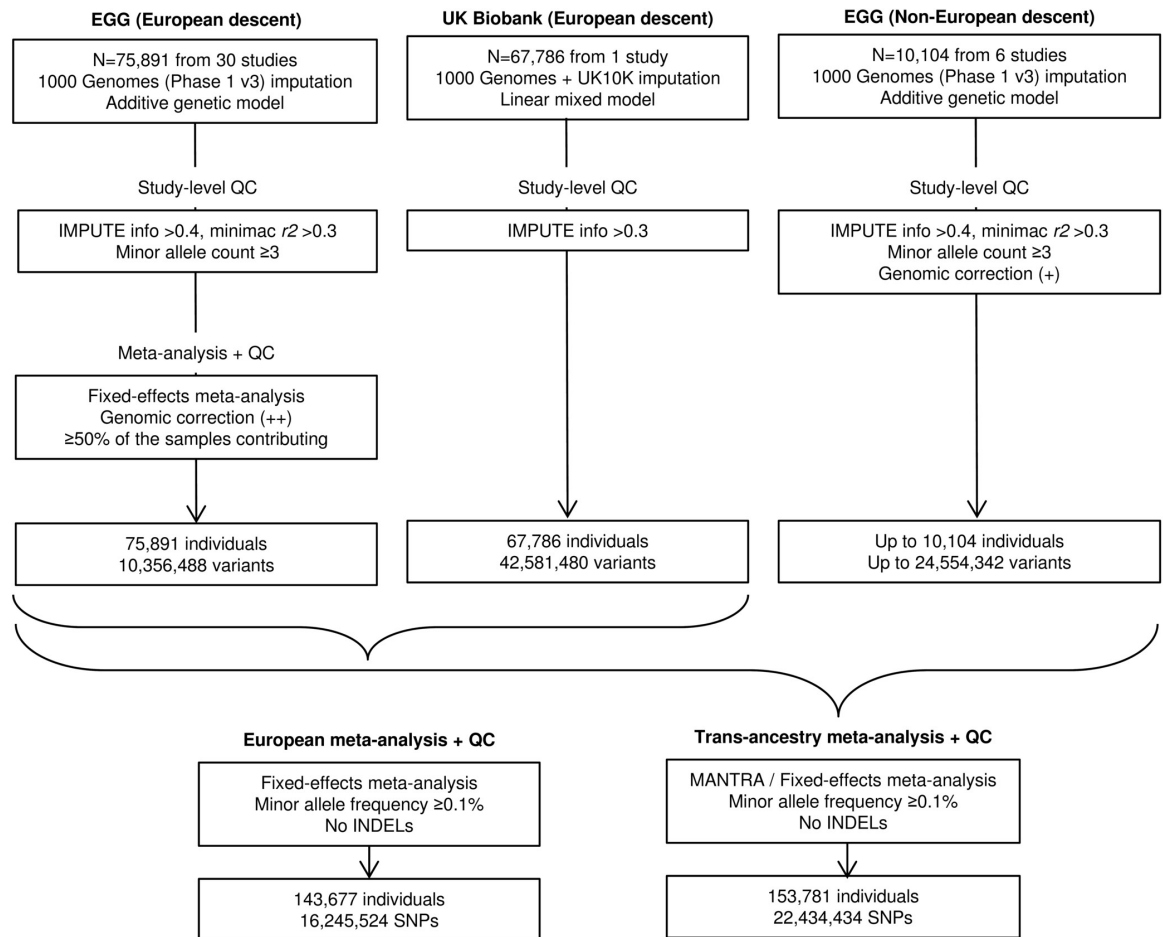 EGG (European descent)
N=75,891 from 30 studies
1000 Genomes (Phase 1 v3) imputation
Additive genetic model
Study-level QC
IMPUTE info >0.4, minimac r2 >0.3
Minor allele count ≥3
Meta-analysis + QC
Fixed-effects meta-analysis
Genomic correction (++)
≥50% of the samples contributing
75,891 individuals
10,356,488 variants
UK Biobank (European descent)
N=67,786 from 1 study
1000 Genomes + UK10K imputation
Linear mixed model
Study-level QC
IMPUTE info >0.3
67,786 individuals
42,581,480 variants
EGG (Non-European descent)
N=10,104 from 6 studies
1000 Genomes (Phase 1 v3) imputation
Additive genetic model
Study-level QC
IMPUTE info >0.4, minimac r2 >0.3
Minor allele count ≥3
Genomic correction (+)
Up to 10,104 individuals
Up to 24,554,342 variants
European meta-analysis + QC
Fixed-effects meta-analysis
Minor allele frequency ≥0.1%
No INDELs
143,677 individuals
16,245,524 SNPs
Trans-ancestry meta-analysis + QC
MANTRA / Fixed-effects meta-analysis
Minor allele frequency ≥0.1%
No INDELs
153,781 individuals
22,434,434 SNPs